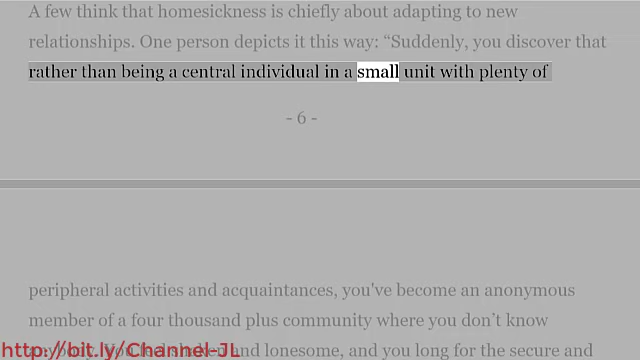 A few think that homesickness is chiefly about adapting to new
relationships. One person depicts it this way: “Suddenly, you discover that
rather than being a central individual in a small unit with plenty of
- 6 -
peripheral activities and acquaintances, you've become an anonymous
member of a four thousand plus community where you don’t know
and lonesome, and you long for the secure and
http://bit.ly/Channel-JL